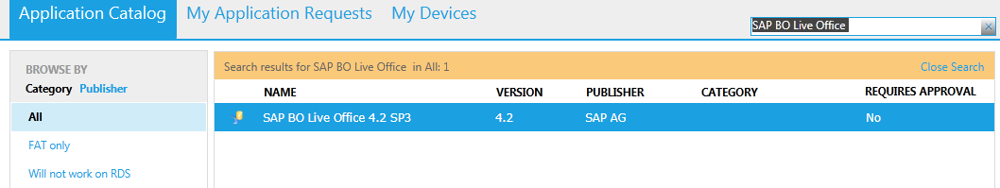 Application Catalog My Application Requests My Devices
SAP BO Live Office
BROWSE BY
Category Publisher
All
FAT only
Will not work on RDS
Search results for SAP BO Live Office in All: 1 Close Search
NAME VERSION PUBLISHER CATEGORY REQUIRES APPROVAL
SAP BO Live Office 4.2 SP3 4.2 SAP AG No